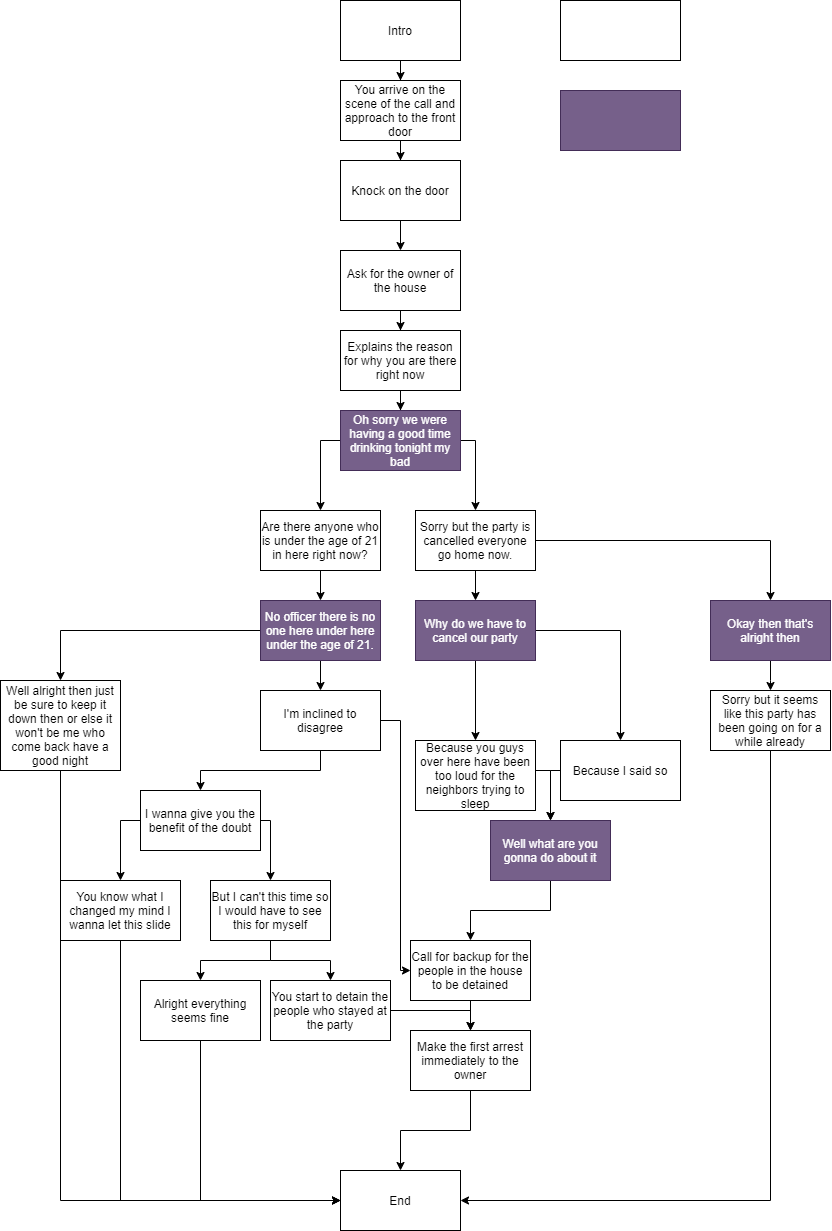 Intro
You arrive on the
scene of the call and
approach to the front
door
Knock on the door
Ask for the owner of
the house
Explains the reason
for why you are there
right now
Oh sorry we were
having a good time
drinking tonight my
bad
Are there anyone who
is under the age of 21
in here right now?
Sorry but the party is
cancelled everyone
go home now.
No officer there is no
one here under here
under the age of 21.
Why do we have to
cancel our party
Okay then that's
alright then
Well alright then just
be sure to keep it
down then or else it
won't be me who
come back have a
good night
I'm inclined to
disagree
Sorry but it seems
like this party has
been going on for a
while already
Because you guys
over here have been
too loud for the
neighbors trying to
sleep
Because I said so
I wanna give you the
benefit of the doubt
Well what are you
gonna do about it
You know what I
changed my mind I
wanna let this slide
But I can't this time so
I would have to see
this for myself
Call for backup for the
people in the house
to be detained
Alright everything
seems fine
You start to detain the
people who stayed at
the party
Make the first arrest
immediately to the
owner
End